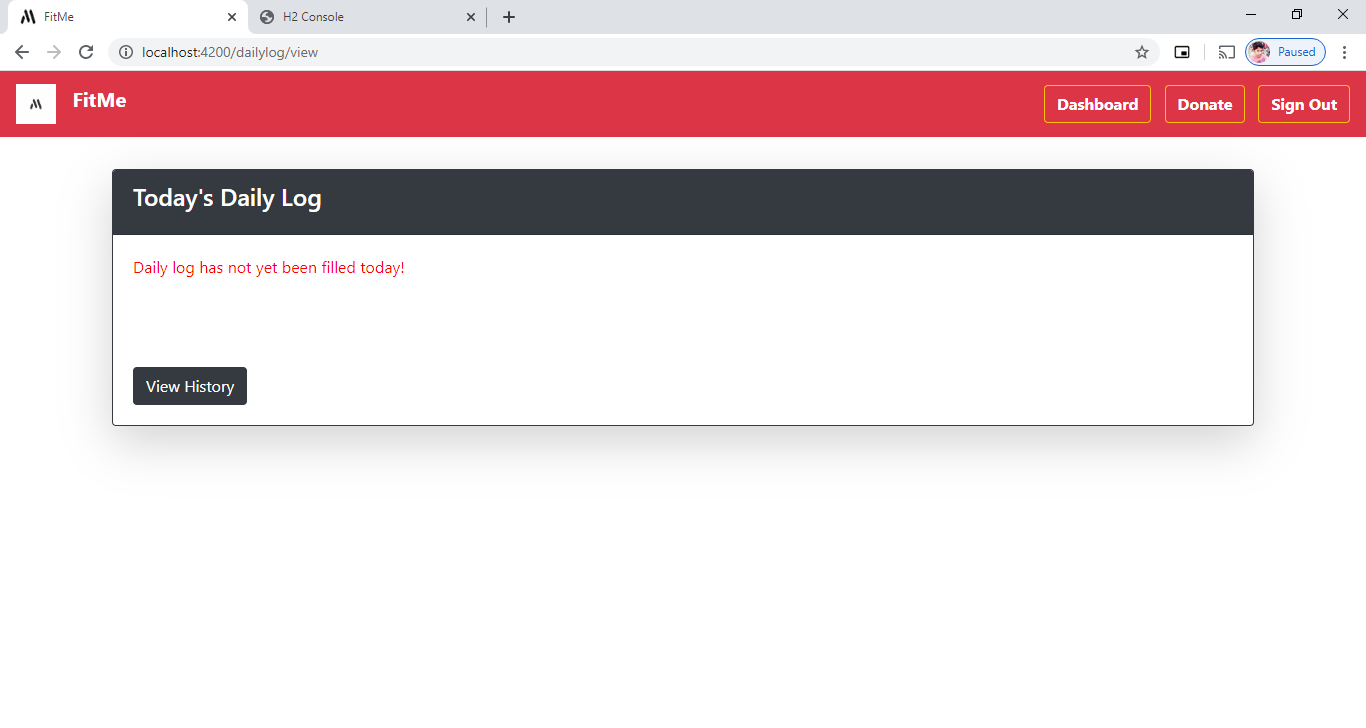 FitMe
H2 Console
localhost:4200/dailylog/view
Paused
FitMe
Dashboard
Donate
Sign Out
Today's Daily Log
Daily log has not yet been filled today!
View History